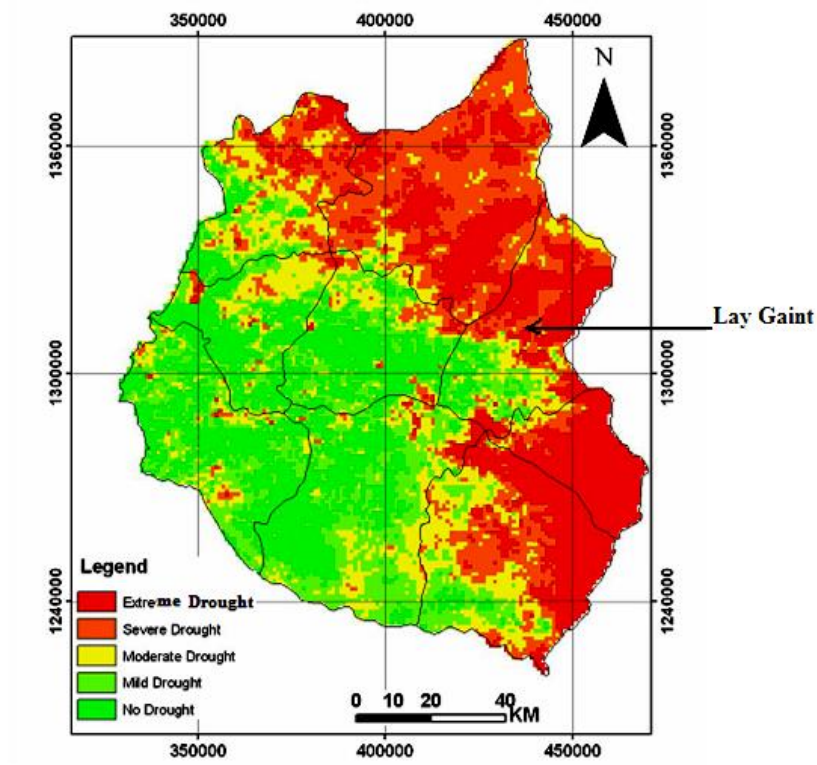 350000 400000 450000
N
1360000 1360000
Lay Gaint
1300000 1300000
Legend
Extreme Drought
Severe Drought
Moderate Drought
Mild Drought
No Drought
1240000 1240000
0 10 20 40
KM
350000 400000 450000